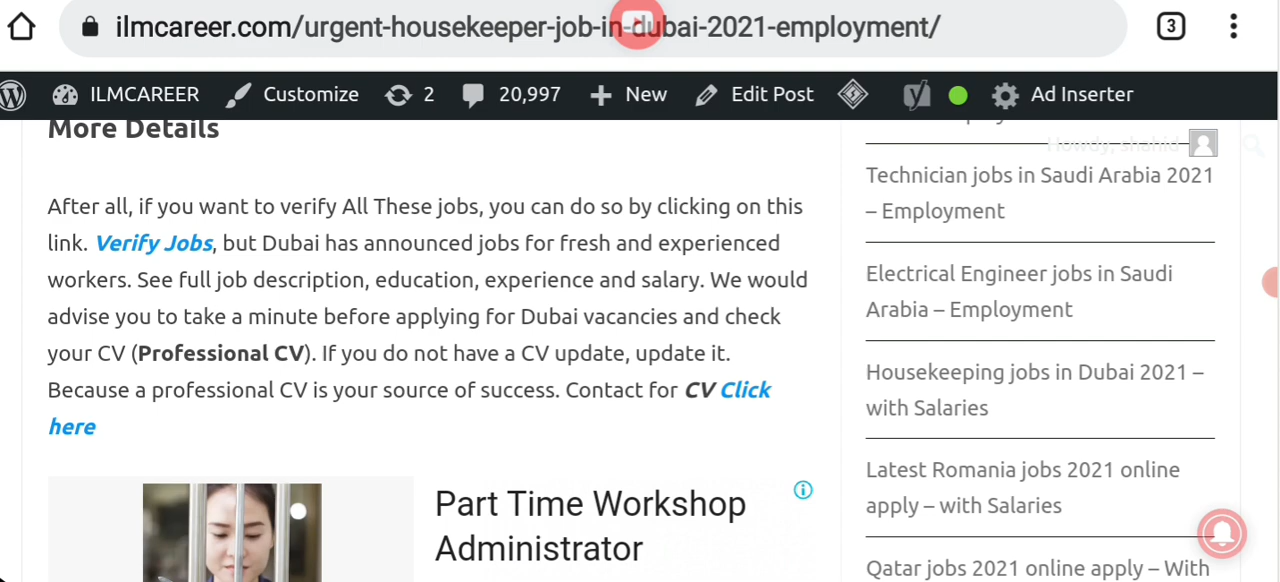 ilmcareer.com/urgent-housekeeper-job-in-dubai-2021-employment/
3
ILMCAREER
Customize
2
20,997
New
Edit Post
Ad Inserter
Howdy, shahid
More Details
After all, if you want to verify All These jobs, you can do so by clicking on this
link. Verify Jobs, but Dubai has announced jobs for fresh and experienced
workers. See full job description, education, experience and salary. We would
advise you to take a minute before applying for Dubai vacancies and check
your CV (Professional CV). If you do not have a CV update, update it.
Because a professional CV is your source of success. Contact for CV Click
here
Part Time Workshop
Administrator
Technician jobs in Saudi Arabia 2021
– Employment
Electrical Engineer jobs in Saudi
Arabia – Employment
Housekeeping jobs in Dubai 2021 –
with Salaries
Latest Romania jobs 2021 online
apply – with Salaries
Qatar jobs 2021 online apply – With